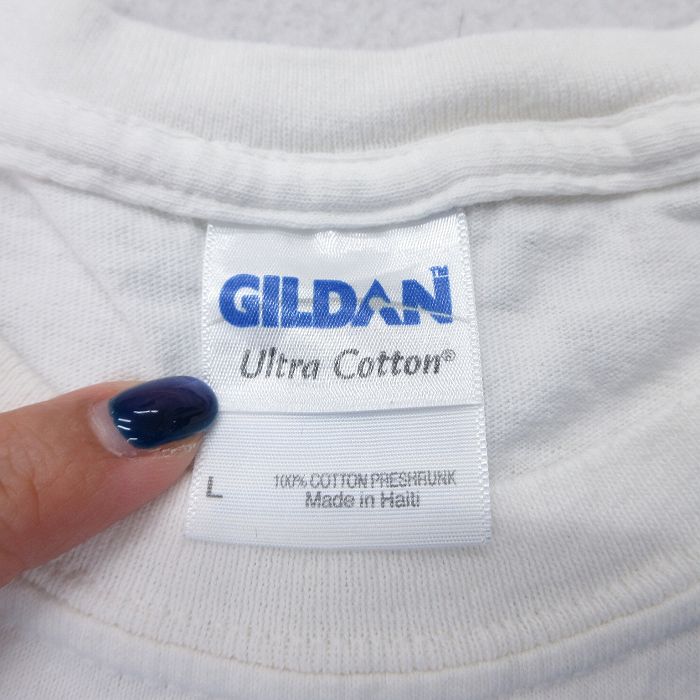 GILDAN™
Ultra Cotton®
L
100% COTTON PRESHRUNK
Made in Haiti